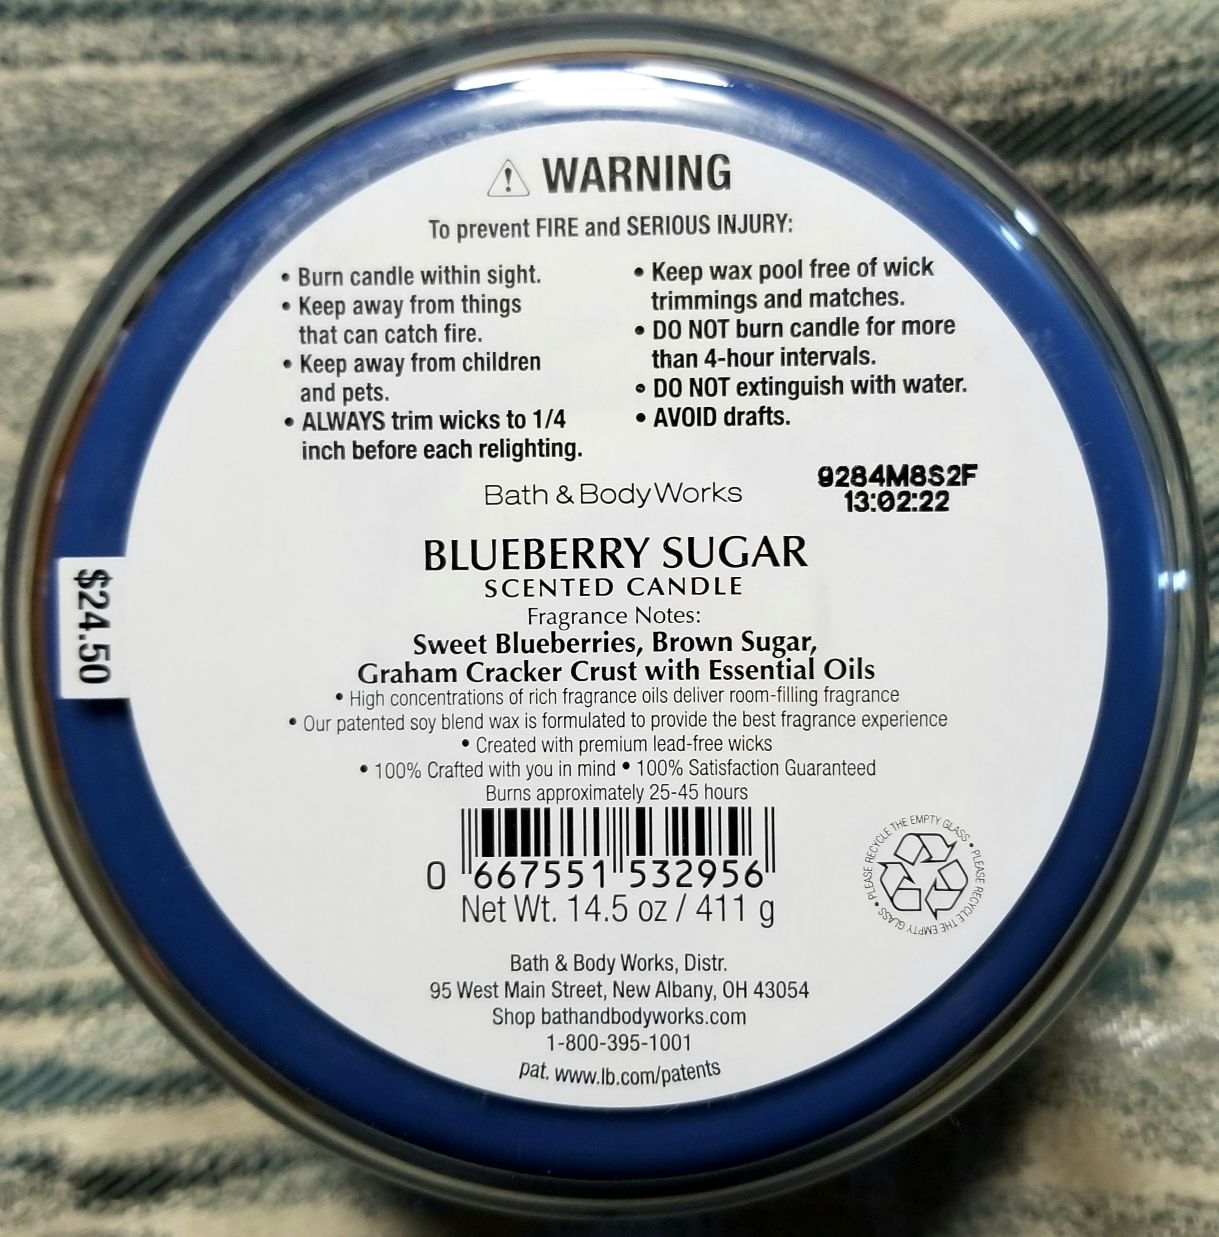 WARNING
To prevent FIRE and SERIOUS INJURY:
• Burn candle within sight.
• Keep away from things
that can catch fire.
• Keep away from children
and pets.
• ALWAYS trim wicks to 1/4
inch before each relighting.
• Keep wax pool free of wick
trimmings and matches.
• DO NOT burn candle for more
than 4-hour intervals.
• DO NOT extinguish with water.
• AVOID drafts.
9284M8S2F
13:02:22
Bath & Body Works
BLUEBERRY SUGAR
SCENTED CANDLE
Fragrance Notes:
Sweet Blueberries, Brown Sugar,
Graham Cracker Crust with Essential Oils
• High concentrations of rich fragrance oils deliver room-filling fragrance
• Our patented soy blend wax is formulated to provide the best fragrance experience
• Created with premium lead-free wicks
• 100% Crafted with you in mind • 100% Satisfaction Guaranteed
Burns approximately 25-45 hours
$24.50
0 667551 532956
Net Wt. 14.5 oz / 411 g
PLEASE RECYCLE THE EMPTY GLASS • PLEASE RECYCLE THE EMPTY GLASS •
Bath & Body Works, Distr.
95 West Main Street, New Albany, OH 43054
Shop bathandbodyworks.com
1-800-395-1001
pat. www.lb.com/patents